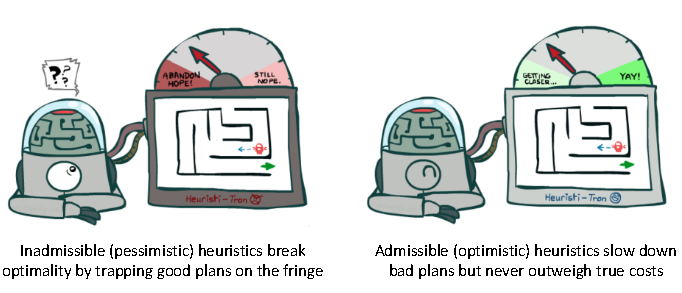 ???
ABANDON HOPE!
STILL NOPE.
Heuristi-Tron
GETTING CLOSER...
YAY!
Heuristi-Tron
Inadmissible (pessimistic) heuristics break
optimality by trapping good plans on the fringe
Admissible (optimistic) heuristics slow down
bad plans but never outweigh true costs